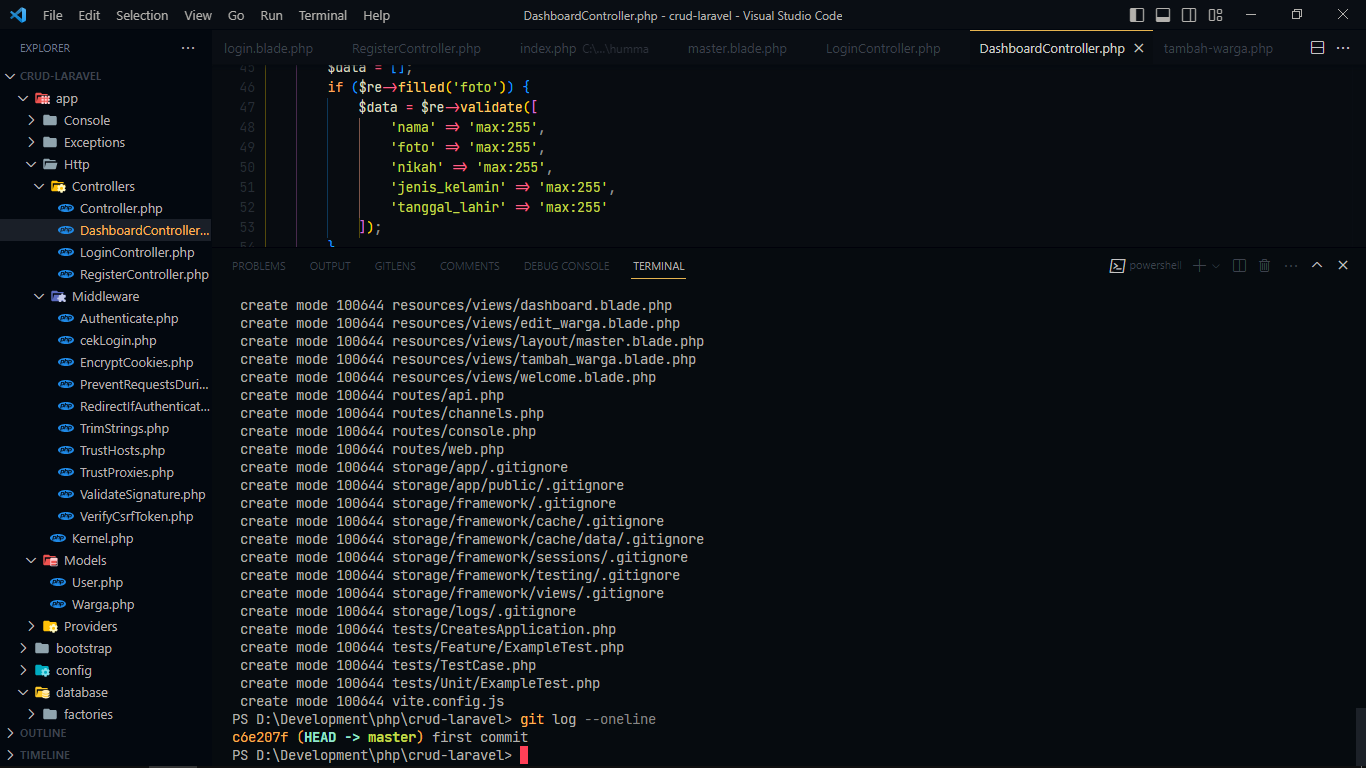 File Edit Selection View Go Run Terminal Help
DashboardController.php - crud-laravel - Visual Studio Code
EXPLORER
CRUD-LARAVEL
app
Console
Exceptions
Http
Controllers
Controller.php
DashboardController...
LoginController.php
RegisterController.php
Middleware
Authenticate.php
cekLogin.php
EncryptCookies.php
PreventRequestsDuri...
RedirectIfAuthenticat...
TrimStrings.php
TrustHosts.php
TrustProxies.php
ValidateSignature.php
VerifyCsrfToken.php
Kernel.php
Models
User.php
Warga.php
Providers
bootstrap
config
database
factories
OUTLINE
TIMELINE
login.blade.php RegisterController.php index.php C:\...\humma master.blade.php LoginController.php DashboardController.php tambah-warga.php
45 $data = [];
46 if ($re->filled('foto')) {
47 $data = $re->validate([
48 'nama' => 'max:255',
49 'foto' => 'max:255',
50 'nikah' => 'max:255',
51 'jenis_kelamin' => 'max:255',
52 'tanggal_lahir' => 'max:255'
53 ]);
54 }
PROBLEMS OUTPUT GITLENS COMMENTS DEBUG CONSOLE TERMINAL
powershell
create mode 100644 resources/views/dashboard.blade.php
create mode 100644 resources/views/edit_warga.blade.php
create mode 100644 resources/views/layout/master.blade.php
create mode 100644 resources/views/tambah_warga.blade.php
create mode 100644 resources/views/welcome.blade.php
create mode 100644 routes/api.php
create mode 100644 routes/channels.php
create mode 100644 routes/console.php
create mode 100644 routes/web.php
create mode 100644 storage/app/.gitignore
create mode 100644 storage/app/public/.gitignore
create mode 100644 storage/framework/.gitignore
create mode 100644 storage/framework/cache/.gitignore
create mode 100644 storage/framework/cache/data/.gitignore
create mode 100644 storage/framework/sessions/.gitignore
create mode 100644 storage/framework/testing/.gitignore
create mode 100644 storage/framework/views/.gitignore
create mode 100644 storage/logs/.gitignore
create mode 100644 tests/CreatesApplication.php
create mode 100644 tests/Feature/ExampleTest.php
create mode 100644 tests/TestCase.php
create mode 100644 tests/Unit/ExampleTest.php
create mode 100644 vite.config.js
PS D:\Development\php\crud-laravel> git log --oneline
c6e207f (HEAD -> master) first commit
PS D:\Development\php\crud-laravel>